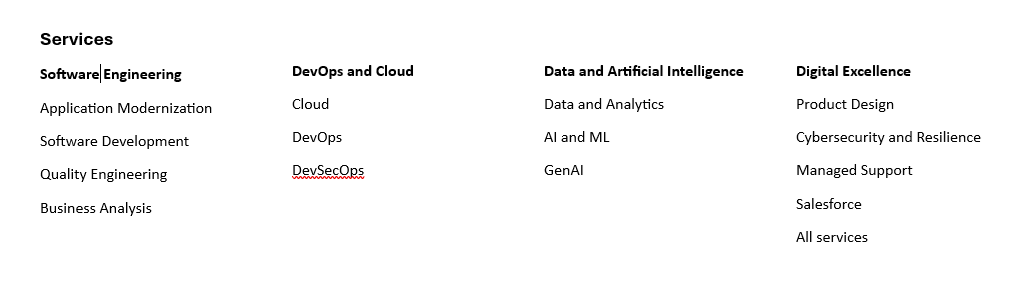 Services
Software Engineering
Application Modernization
Software Development
Quality Engineering
Business Analysis
DevOps and Cloud
Cloud
DevOps
DevSecOps
Data and Artificial Intelligence
Data and Analytics
AI and ML
GenAI
Digital Excellence
Product Design
Cybersecurity and Resilience
Managed Support
Salesforce
All services